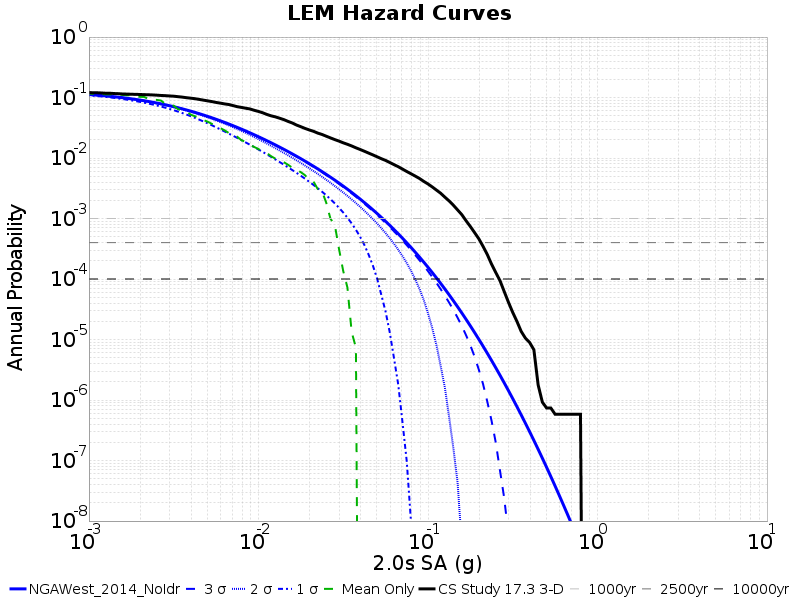 LEM Hazard Curves
10^0
10^-1
10^-2
10^-3
10^-4
10^-5
10^-6
10^-7
10^-8
Annual Probability
10^-3 10^-2 10^-1 10^0 10^1
2.0s SA (g)
NGAWest_2014_NoIdr 3 σ 2 σ 1 σ Mean Only CS Study 17.3 3-D 1000yr 2500yr 10000yr